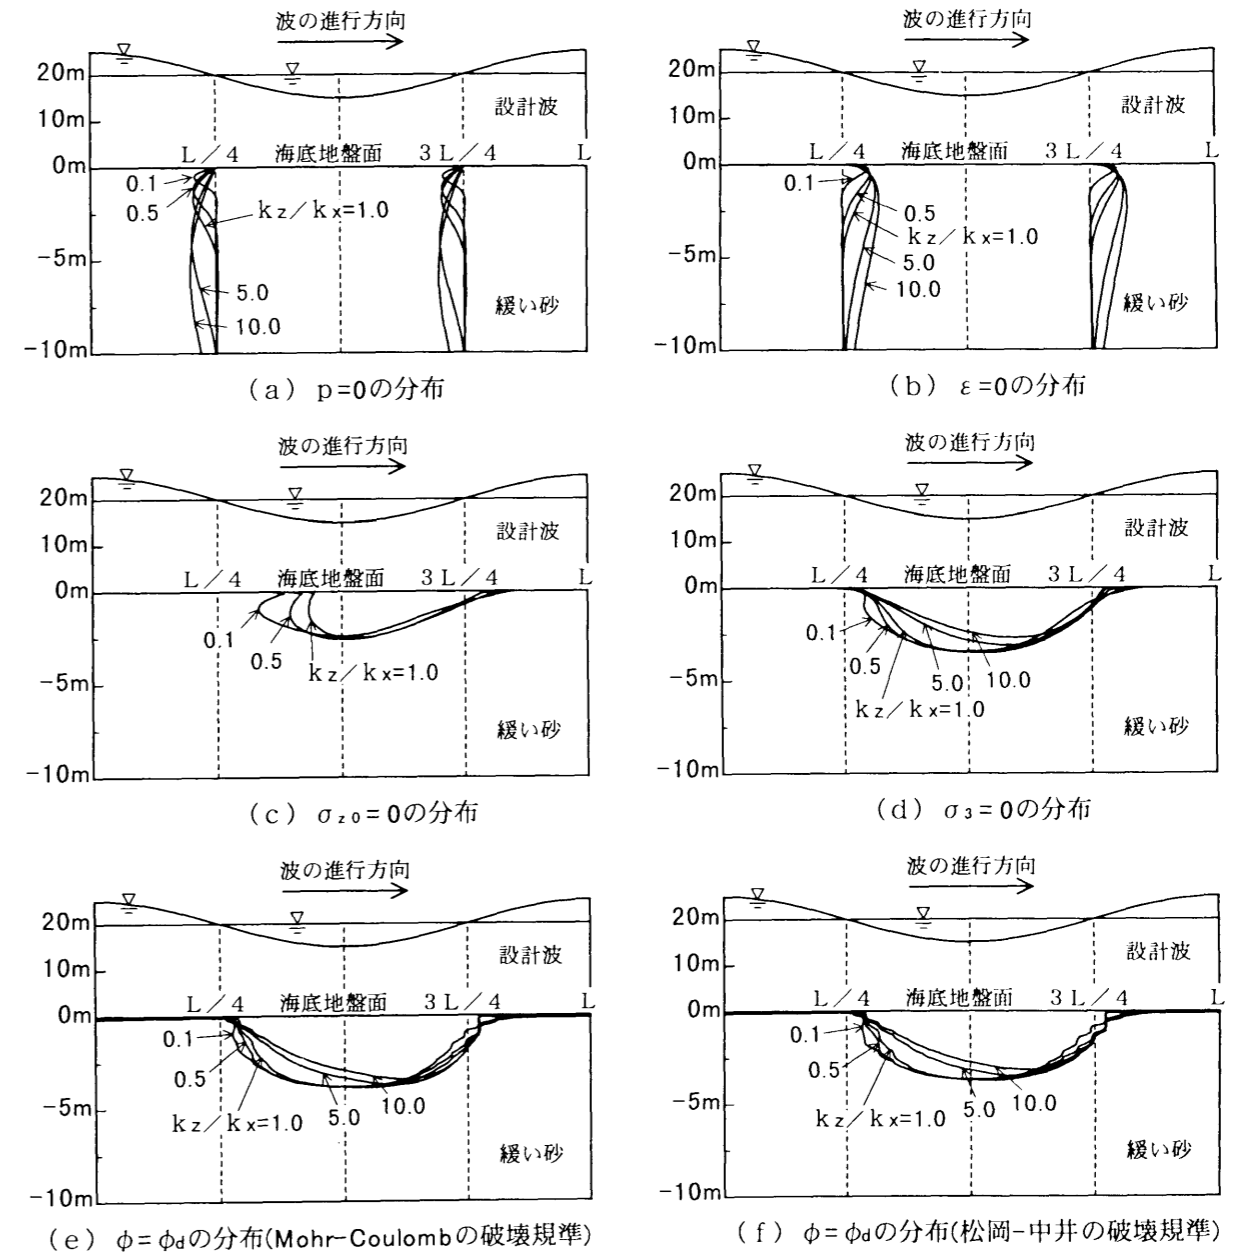 波の進行方向
20m
設計波
10m
L/4 海底地盤面 3L/4 L
0m
0.1
0.5
kz/kx=1.0
-5m
5.0
緩い砂
10.0
-10m
(a) p=0の分布
波の進行方向
20m
設計波
10m
L/4 海底地盤面 3L/4 L
0m
0.1
0.5
kz/kx=1.0
-5m
5.0
10.0
緩い砂
-10m
(b) ε=0の分布
波の進行方向
20m
設計波
10m
L/4 海底地盤面 3L/4 L
0m
0.1
0.5
kz/kx=1.0
-5m
緩い砂
-10m
(c) σz0=0の分布
波の進行方向
20m
設計波
10m
L/4 海底地盤面 3L/4 L
0m
0.1
0.5
5.0 10.0
-5m
kz/kx=1.0
緩い砂
-10m
(d) σ3=0の分布
波の進行方向
20m
設計波
10m
L/4 海底地盤面 3L/4 L
0m
0.1
0.5
10.0
-5m
kz/kx=1.0 5.0
緩い砂
-10m
(e) φ=φdの分布(Mohr-Coulombの破壊規準)
波の進行方向
20m
設計波
10m
L/4 海底地盤面 3L/4 L
0m
0.1
0.5
-5m
5.0 10.0
kz/kx=1.0
緩い砂
-10m
(f) φ=φdの分布(松岡-中井の破壊規準)